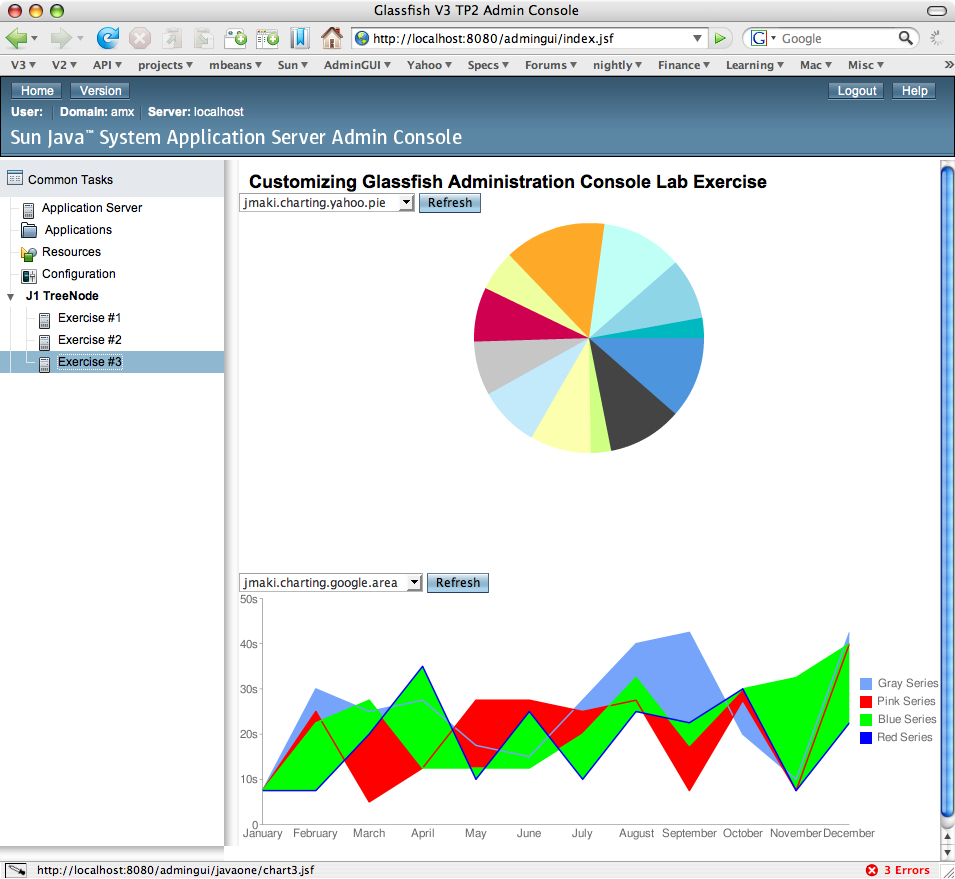 Glassfish V3 TP2 Admin Console
http://localhost:8080/admingui/index.jsf
G Google
V3 V2 API projects mbeans Sun AdminGUI Yahoo Specs Forums nightly Finance Learning Mac Misc »
Home Version Logout Help
User: Domain: amx Server: localhost
Sun Java™ System Application Server Admin Console
Common Tasks
Application Server
Applications
Resources
Configuration
J1 TreeNode
Exercise #1
Exercise #2
Exercise #3
Customizing Glassfish Administration Console Lab Exercise
jmaki.charting.yahoo.pie Refresh
jmaki.charting.google.area Refresh
50s
40s
30s
20s
10s
0
January February March April May June July August September October November December
Gray Series
Pink Series
Blue Series
Red Series
http://localhost:8080/admingui/javaone/chart3.jsf
3 Errors